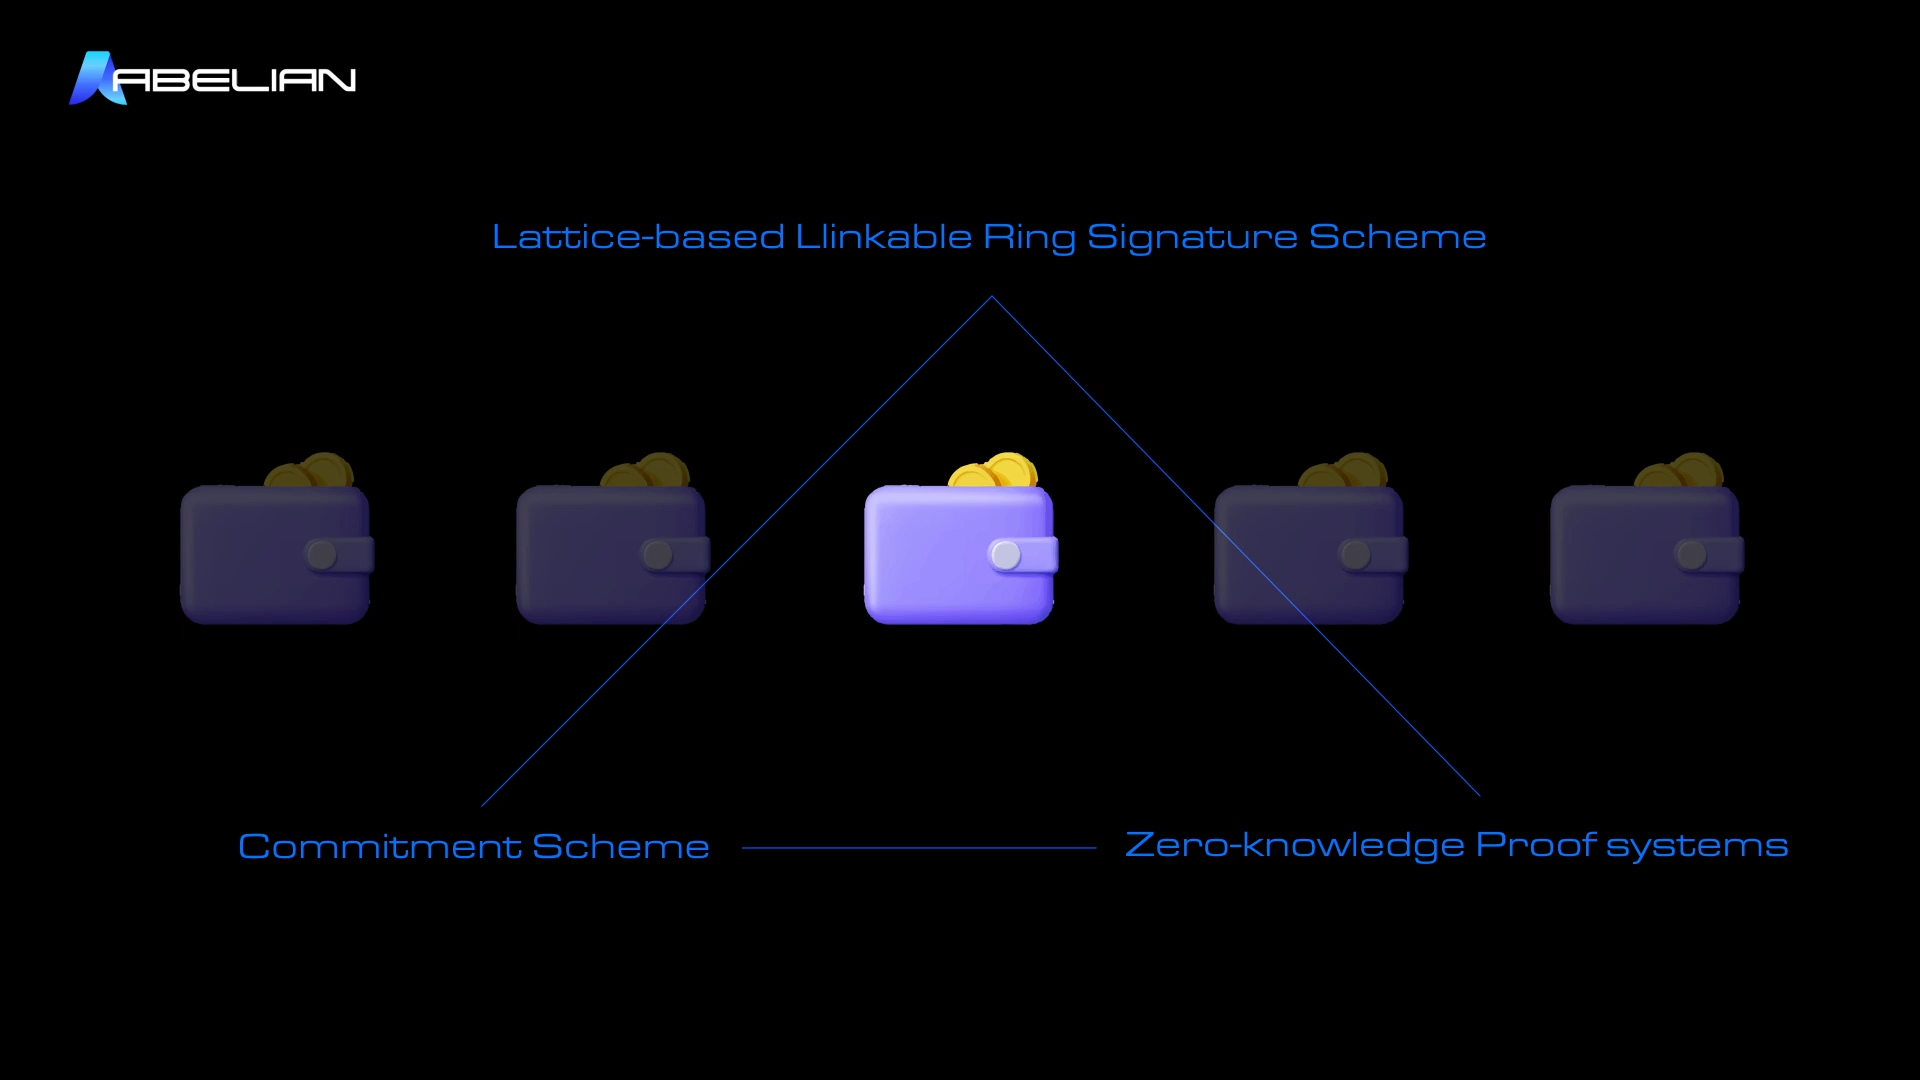 ABELIAN
Lattice-based Llinkable Ring Signature Scheme
Commitment Scheme
Zero-knowledge Proof systems